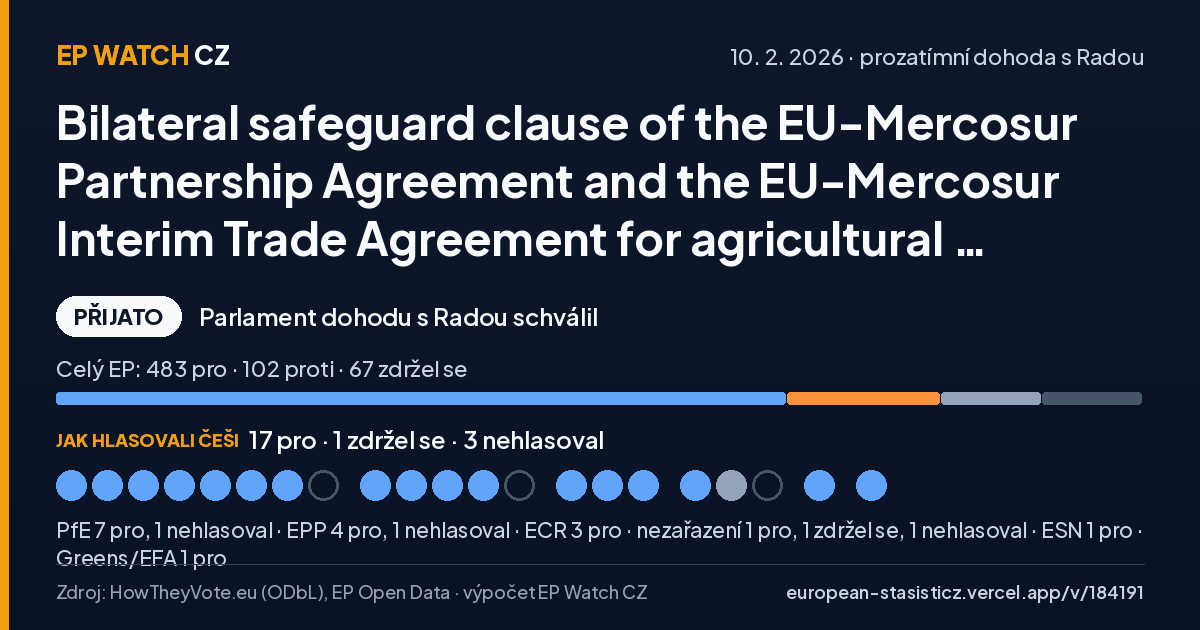 EP WATCH CZ
10. 2. 2026 · prozatímní dohoda s Radou
Bilateral safeguard clause of the EU–Mercosur
Partnership Agreement and the EU–Mercosur
Interim Trade Agreement for agricultural …
PŘIJATO
Parlament dohodu s Radou schválil
Celý EP: 483 pro · 102 proti · 67 zdržel se
JAK HLASOVALI ČEŠI 17 pro · 1 zdržel se · 3 nehlasoval
PfE 7 pro, 1 nehlasoval · EPP 4 pro, 1 nehlasoval · ECR 3 pro · nezařazení 1 pro, 1 zdržel se, 1 nehlasoval · ESN 1 pro ·
Greens/EFA 1 pro
Zdroj: HowTheyVote.eu (ODbL), EP Open Data · výpočet EP Watch CZ
european-stasisticz.vercel.app/v/184191